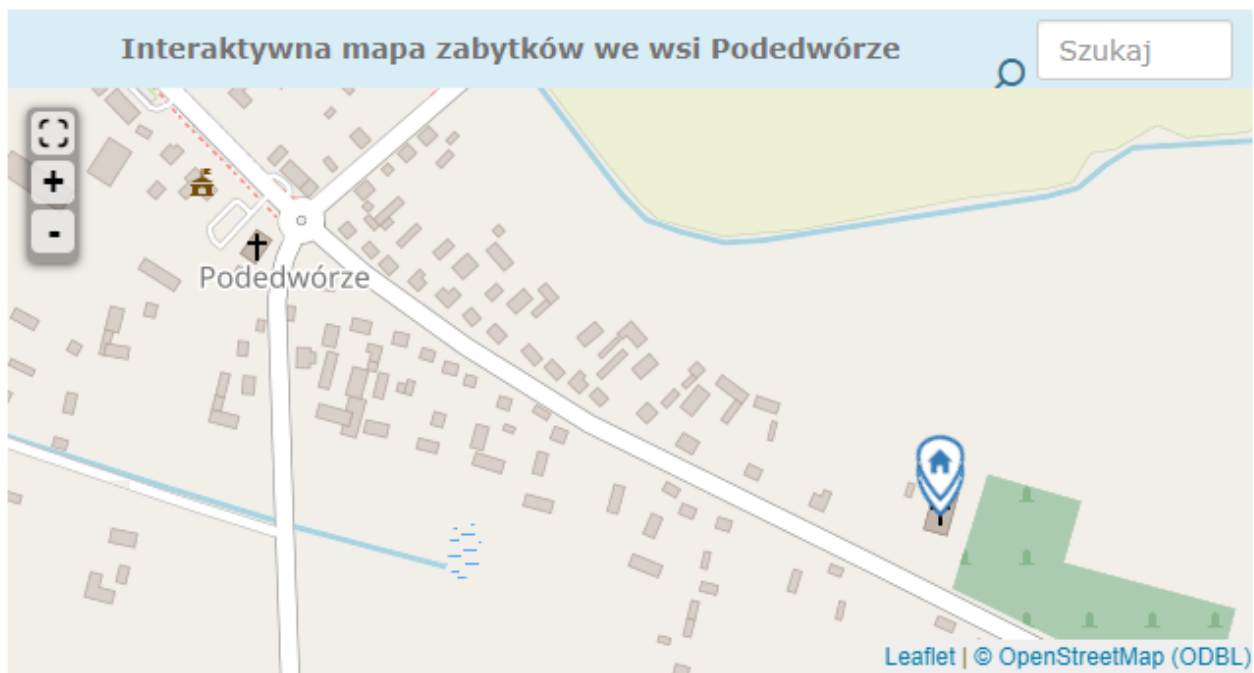 Interaktywna mapa zabytków we wsi Podedwórze
Szukaj
+
-
Podedwórze
Leaflet | © OpenStreetMap (ODBL)